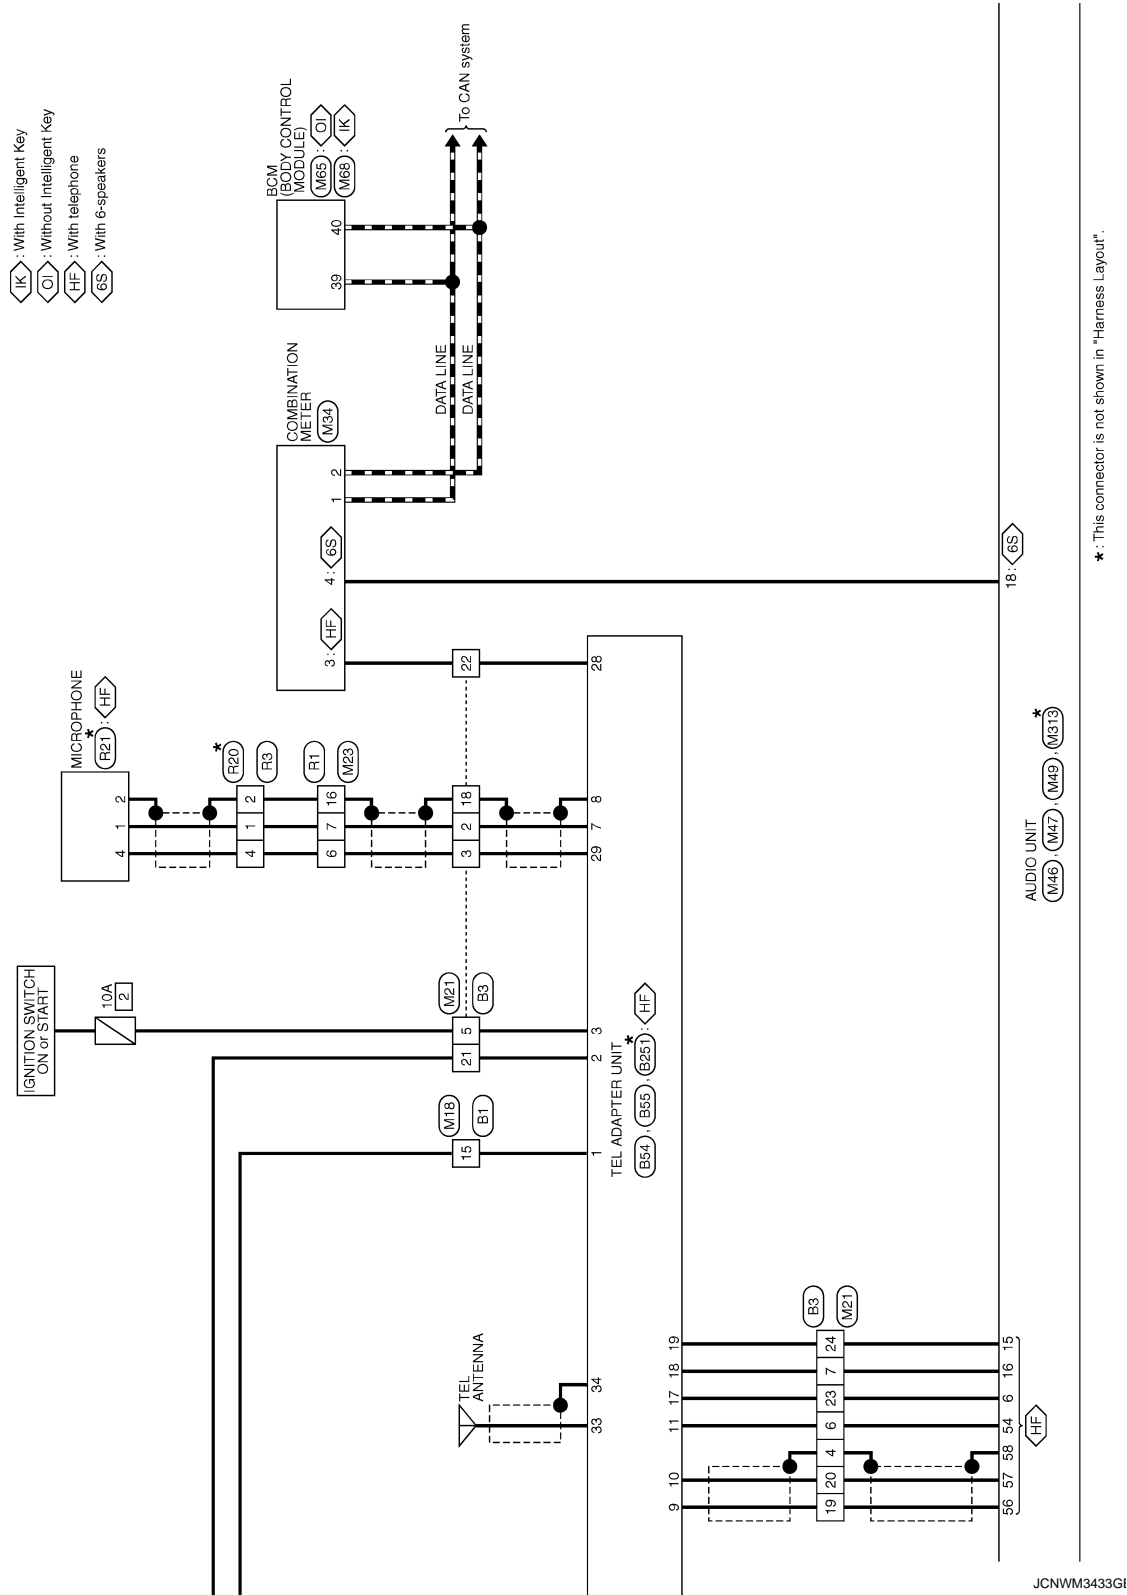 IK : With Intelligent Key
OI : Without Intelligent Key
HF : With telephone
6S : With 6-speakers
IGNITION SWITCH
ON or START
10A
2
MICROPHONE
* R21 : HF
4 1 2
* R20
R3
4 1 2
R1
M23
6 7 16
COMBINATION
METER
M34
3 : HF
4 : 6S
1 2
BCM
(BODY CONTROL
MODULE)
M65 : OI
M68 : IK
39 40
DATA LINE
DATA LINE
To CAN system
M18
B1
15
M21
B3
21 5
3 2 18
22
TEL
ANTENNA
33 34
1
2 3
29 7 8
28
TEL ADAPTER UNIT
B54 , B55 , B251 * : HF
9 10 11 17 18 19
B3
M21
19 20 4 6 23 7 24
56 57 58 54 6 16 15
HF
18 : 6S
AUDIO UNIT
M46 , M47 , M49 , M313 *
* : This connector is not shown in "Harness Layout".